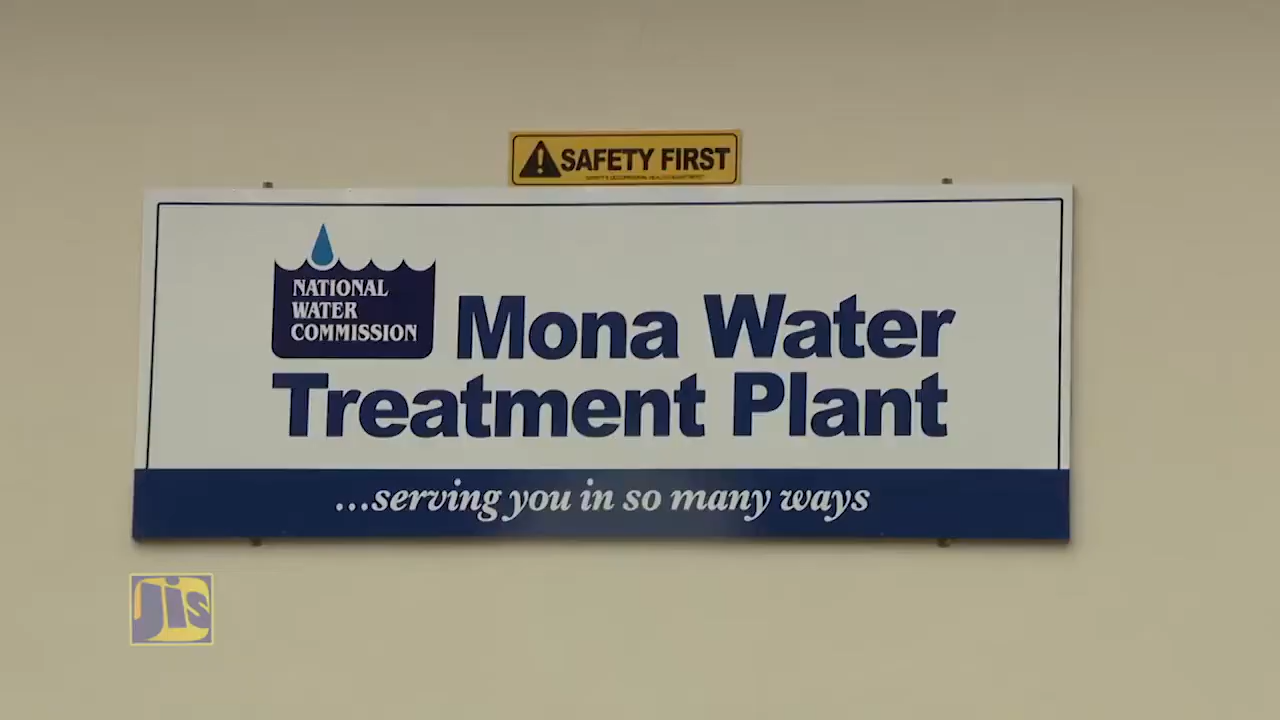 SAFETY FIRST
NATIONAL
WATER
COMMISSION
Mona Water
Treatment Plant
...serving you in so many ways
Jis